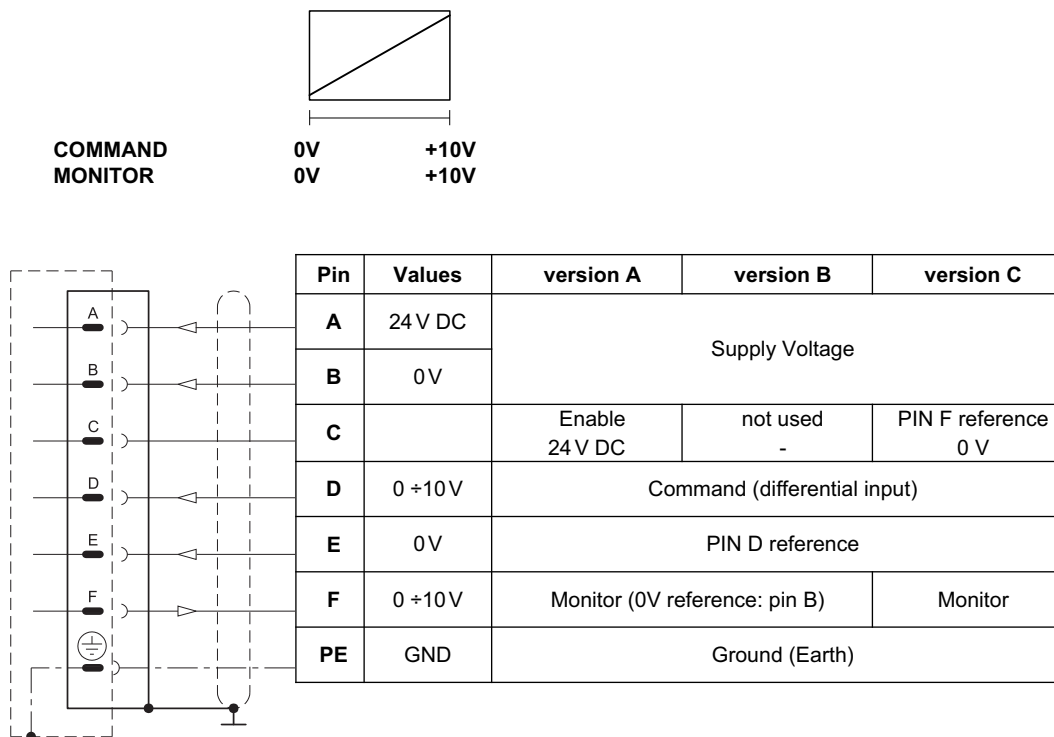 COMMAND 0V +10V
MONITOR 0V +10V
Pin Values version A version B version C
A
A 24 V DC
Supply Voltage
B
B 0 V
C
C Enable not used PIN F reference
24 V DC - 0 V
D
D 0 ÷10 V Command (differential input)
E
E 0 V PIN D reference
F
F 0 ÷10 V Monitor (0V reference: pin B) Monitor
PE GND Ground (Earth)